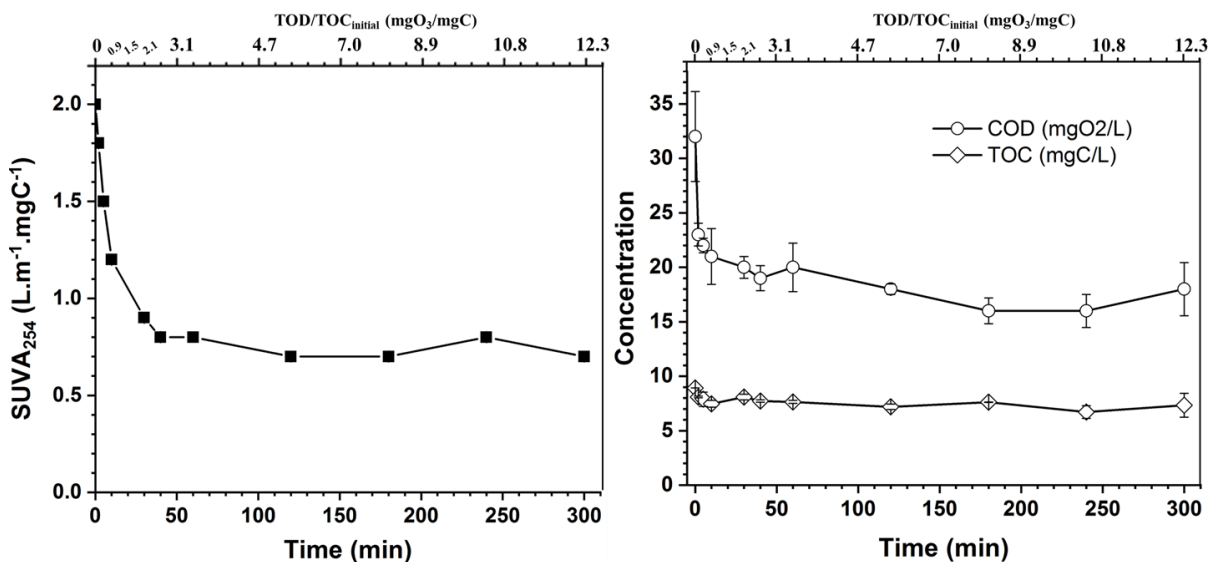 TOD/TOCinitial (mgO3/mgC)
0 0.9 1.5 2.1 3.1 4.7 7.0 8.9 10.8 12.3
2.0
1.5
1.0
0.5
0.0
SUVA254 (L.m-1.mgC-1)
0 50 100 150 200 250 300
Time (min)
TOD/TOCinitial (mgO3/mgC)
0 0.9 1.5 2.1 3.1 4.7 7.0 8.9 10.8 12.3
COD (mgO2/L)
TOC (mgC/L)
35
30
25
20
15
10
5
0
Concentration
0 50 100 150 200 250 300
Time (min)